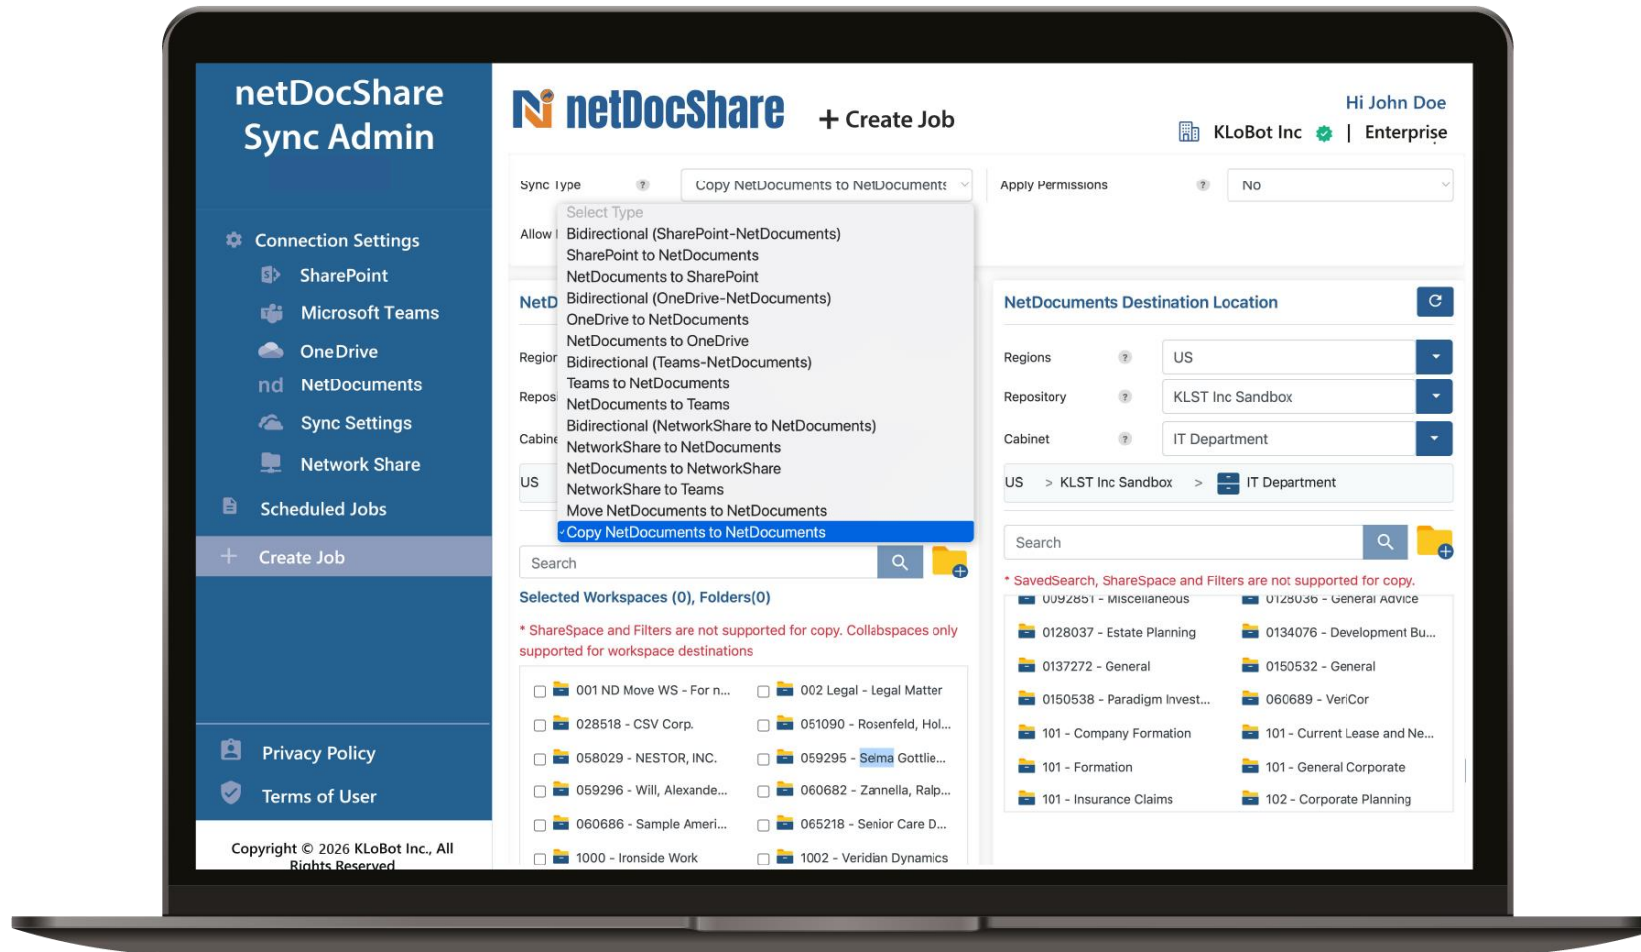 netDocShare
Sync Admin
Connection Settings
SharePoint
Microsoft Teams
OneDrive
nd NetDocuments
Sync Settings
Network Share
Scheduled Jobs
Create Job
Privacy Policy
Terms of User
Copyright © 2026 KLoBot Inc., All
Rights Reserved
netDocShare
+ Create Job
Hi John Doe
KLoBot Inc | Enterprise
Sync Type ? Copy NetDocuments to NetDocuments
Apply Permissions ? No
Allow
Select Type
Bidirectional (SharePoint-NetDocuments)
SharePoint to NetDocuments
NetDocuments to SharePoint
Bidirectional (OneDrive-NetDocuments)
OneDrive to NetDocuments
NetDocuments to OneDrive
Bidirectional (Teams-NetDocuments)
Teams to NetDocuments
NetDocuments to Teams
Bidirectional (NetworkShare to NetDocuments)
NetworkShare to NetDocuments
NetDocuments to NetworkShare
NetworkShare to Teams
Move NetDocuments to NetDocuments
Copy NetDocuments to NetDocuments
NetD
Region
Reposi
Cabine
US
Search
Selected Workspaces (0), Folders(0)
* ShareSpace and Filters are not supported for copy. Collabspaces only
supported for workspace destinations
001 ND Move WS - For n...
002 Legal - Legal Matter
028518 - CSV Corp.
051090 - Rosenfeld, Hol...
058029 - NESTOR, INC.
059295 - Selma Gottlie...
059296 - Will, Alexande...
060682 - Zannella, Ralp...
060686 - Sample Ameri...
065218 - Senior Care D...
1000 - Ironside Work
1002 - Veridian Dynamics
NetDocuments Destination Location
Regions ? US
Repository ? KLST Inc Sandbox
Cabinet ? IT Department
US > KLST Inc Sandbox > IT Department
Search
* SavedSearch, ShareSpace and Filters are not supported for copy.
0092851 - Miscellaneous
0128036 - General Advice
0128037 - Estate Planning
0134076 - Development Bu...
0137272 - General
0150532 - General
0150538 - Paradigm Invest...
060689 - VeriCor
101 - Company Formation
101 - Current Lease and Ne...
101 - Formation
101 - General Corporate
101 - Insurance Claims
102 - Corporate Planning